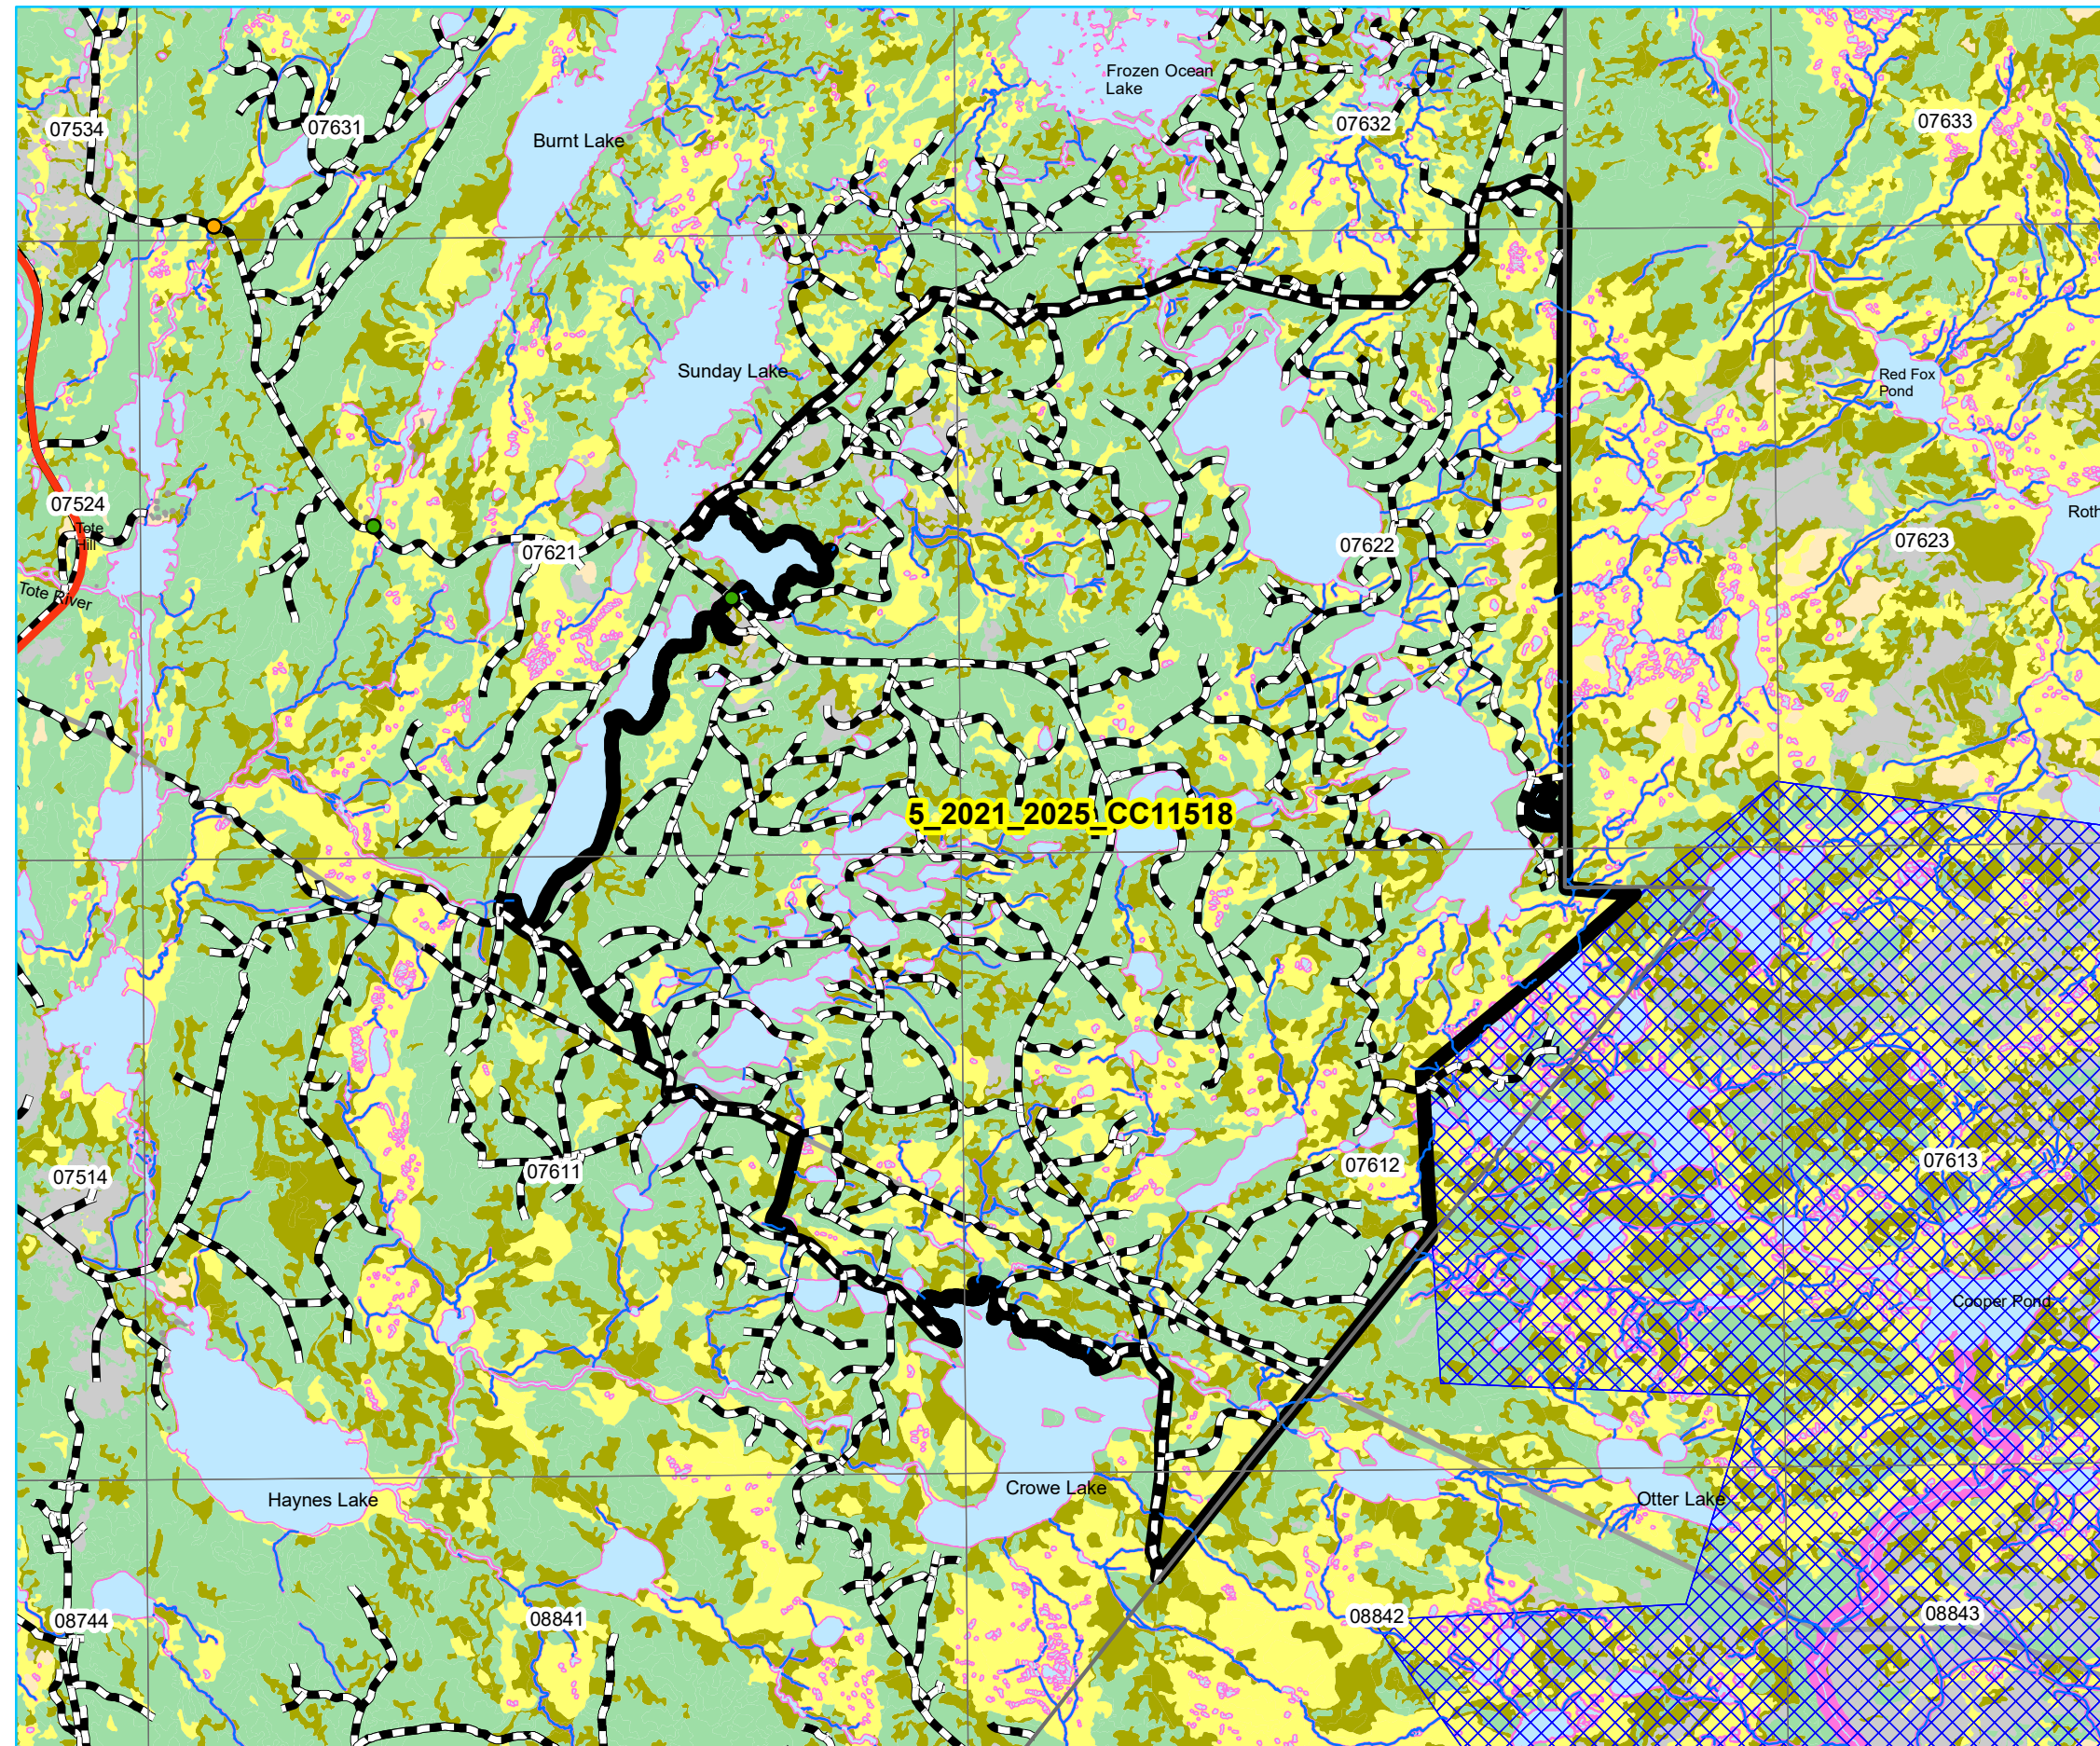 Frozen Ocean
Lake
07534
07631
Burnt Lake
07632
07633
Sunday Lake
Red Fox
Pond
07524
Tote
Hill
Roth
07621
07622
07623
Tote River
5_2021_2025_CC11518
07514
07611
07612
07613
Cooper Pond
Haynes Lake
Crowe Lake
Otter Lake
08744
08841
08842
08843